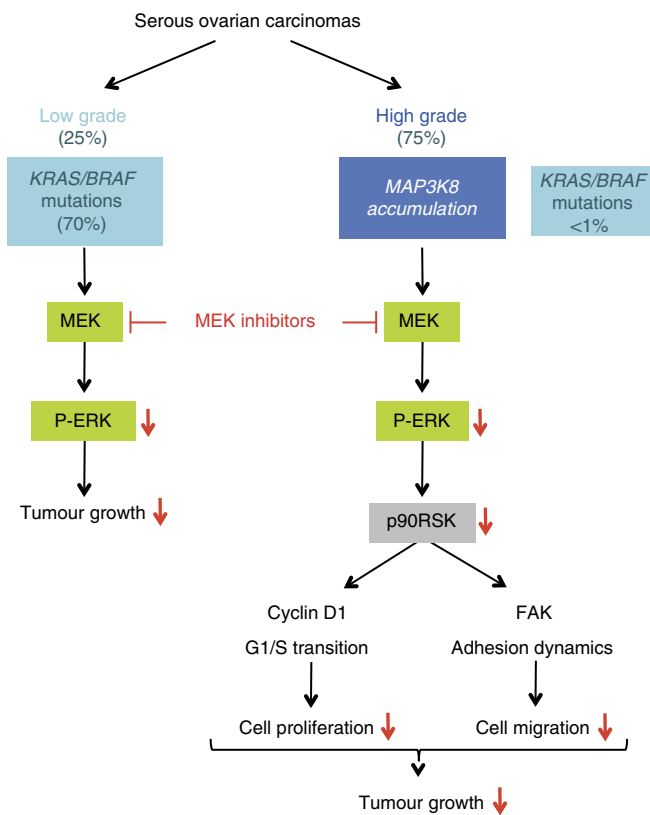 Serous ovarian carcinomas
Low grade
(25%)
KRAS/BRAF
mutations
(70%)
High grade
(75%)
MAP3K8
accumulation
KRAS/BRAF
mutations
<1%
MEK
MEK inhibitors
MEK
P-ERK
P-ERK
Tumour growth
p90RSK
Cyclin D1
G1/S transition
FAK
Adhesion dynamics
Cell proliferation
Cell migration
Tumour growth